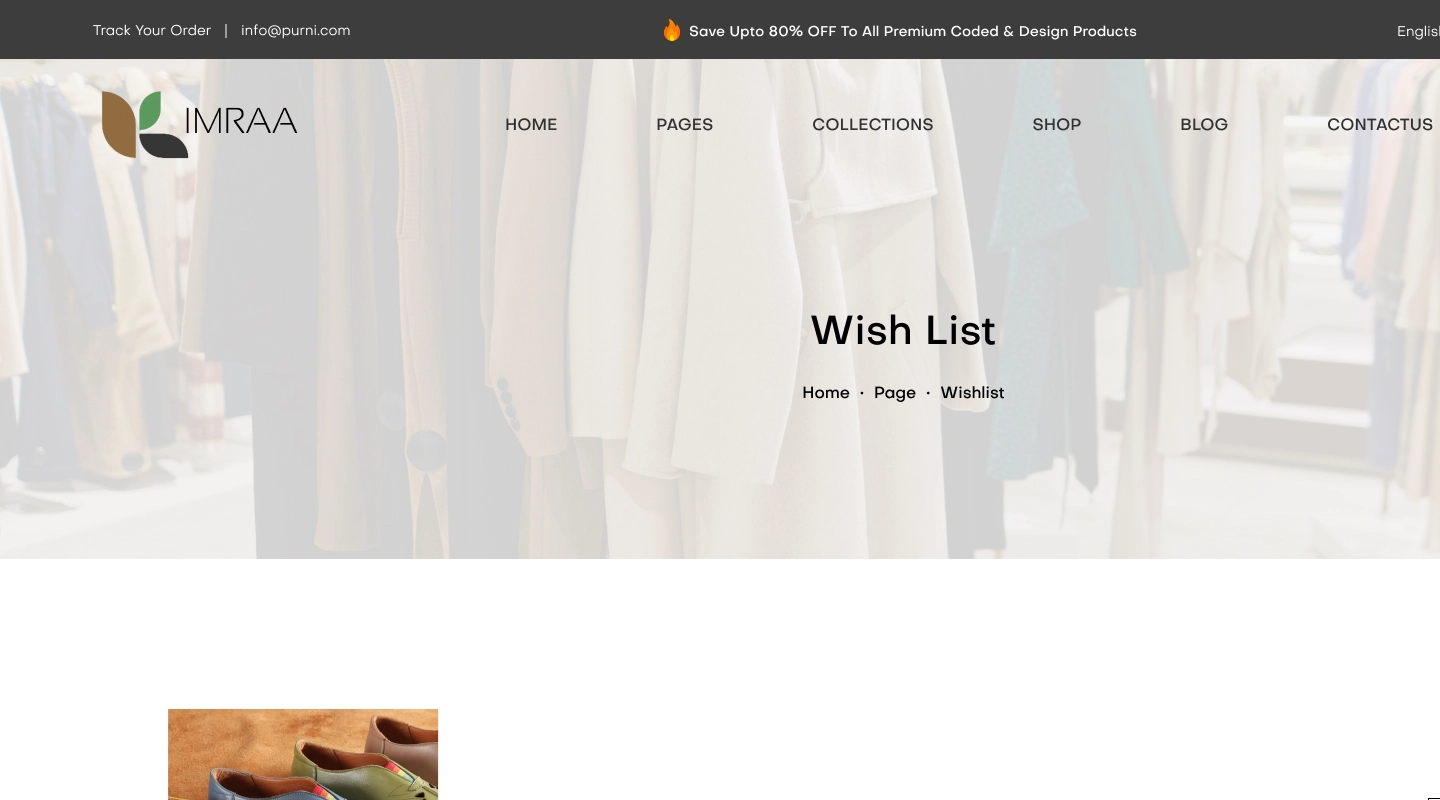 Track Your Order | info@purni.com
🔥 Save Upto 80% OFF To All Premium Coded & Design Products
English
IMRAA
HOME PAGES COLLECTIONS SHOP BLOG CONTACTUS
Wish List
Home · Page · Wishlist